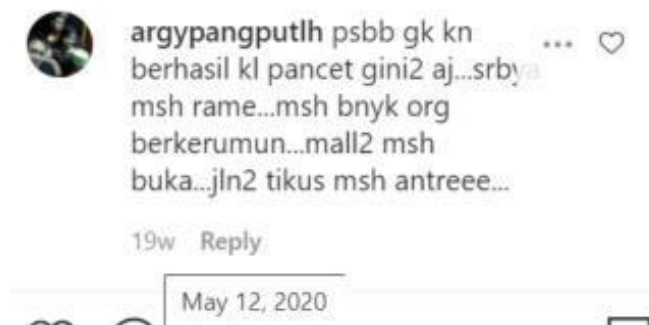 argypangputlh psbb gk kn
berhasil kl pancet gini2 aj...srbya
msh rame...msh bnyk org
berkerumun...mall2 msh
buka...jln2 tikus msh antreee...
19w Reply
May 12, 2020